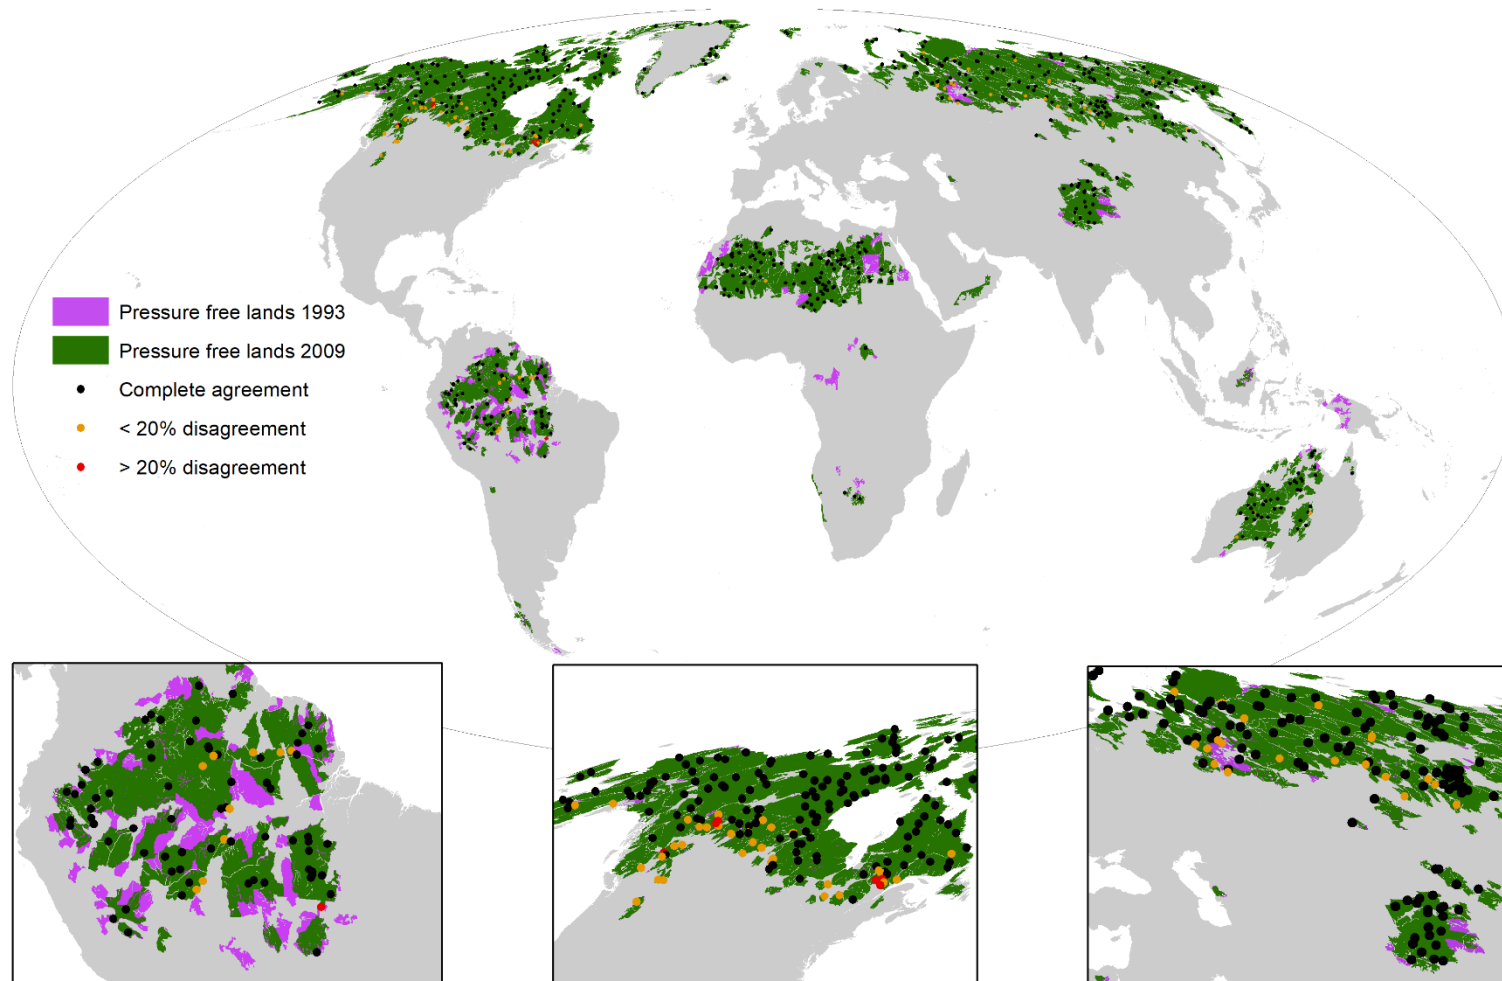 Pressure free lands 1993
Pressure free lands 2009
Complete agreement
< 20% disagreement
> 20% disagreement